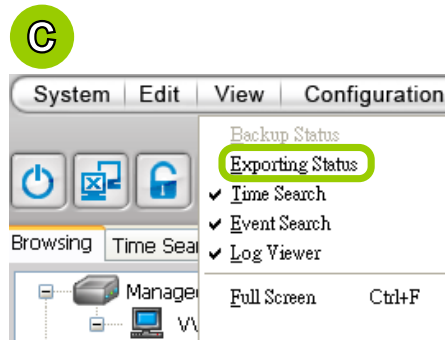 C
System Edit View Configuration
Backup Status
Exporting Status
Time Search
Event Search
Log Viewer
Full Screen Ctrl+F
Browsing Time Sea
Manage